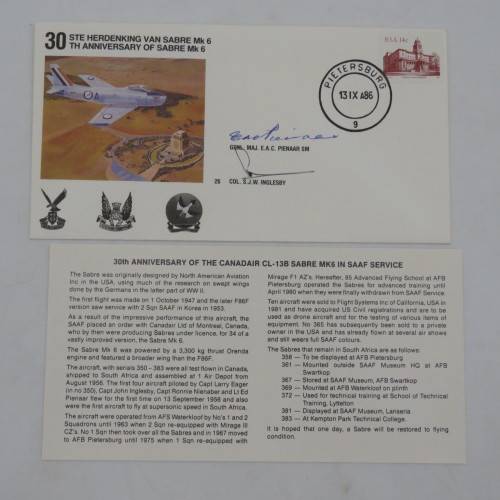 30 STE HERDENKING VAN SABRE Mk 6
TH ANNIVERSARY OF SABRE Mk 6
RSA 14c
PIETERSBURG
13 IX A86
9
GENL. MAJ. E.A.C. PIENAAR SM
26 COL. S.J.W. INGLESBY
30th ANNIVERSARY OF THE CANADAIR CL-13B SABRE MK6 IN SAAF SERVICE
The Sabre was originally designed by North American Aviation
Inc in the USA, using much of the research on swept wings
done by the Germans in the latter part of WW II.
The first flight was made on 1 October 1947 and the later F86F
version saw service with 2 Sqn SAAF in Korea in 1953.
As a result of the impressive performance of this aircraft, the
SAAF placed an order with Canadair Ltd of Montreal, Canada,
who by then were producing Sabres under licence, for 34 of a
vastly improved version, the Sabre Mk 6.
The Sabre Mk 6 was powered by a 3,300 kg thrust Orenda
engine and featured a broader wing than the F86F.
The aircraft, with serials 350 – 383 were all test flown in Canada,
shipped to South Africa and assembled at 1 Air Depot from
August 1956. The first four aircraft piloted by Capt Larry Eager
(in no 350), Capt John Inglesby, Capt Ronnie Nielan and Lt Ed
Pienaar flew for the first time on 13 September 1956 and also
were the first aircraft to fly at supersonic speed in South Africa.
The aircraft were operated from AFS Waterkloof by No's 1 and 2
Squadrons until 1963 when 2 Sqn re-equipped with Mirage III
CZ's. No 1 Sqn then took over all the Sabres and in 1967 moved
to AFB Pietersburg until 1975 when 1 Sqn re-equipped with
Mirage F1 AZ's. Hereafter, 85 Advanced Flying School at AFB
Pietersburg operated the Sabres for advanced training until
April 1980 when they were finally withdrawn from SAAF Service.
Ten aircraft were sold to Flight Systems Inc of California, USA in
1981 and have acquired US Civil registrations and are to be
used as drone aircraft and for the testing of various items of
equipment. No 365 has subsequently been sold to a private
owner in the USA and has already flown at several air shows
and still wears full SAAF colours.
The Sabres that remain in South Africa are as follows:
358 — To be displayed at AFB Pietersburg
361 — Mounted outside SAAF Museum HQ at AFB
Swartkop
367 — Stored at SAAF Museum, AFB Swartkop
369 — Mounted at AFB Waterkloof on plinth
372 — Used for technical training at School of Technical
Training, Lyttelton
381 — Displayed at SAAF Museum, Lanseria
383 — At Kempton Park Technical College.
It is hoped that one day, a Sabre will be restored to flying
condition.